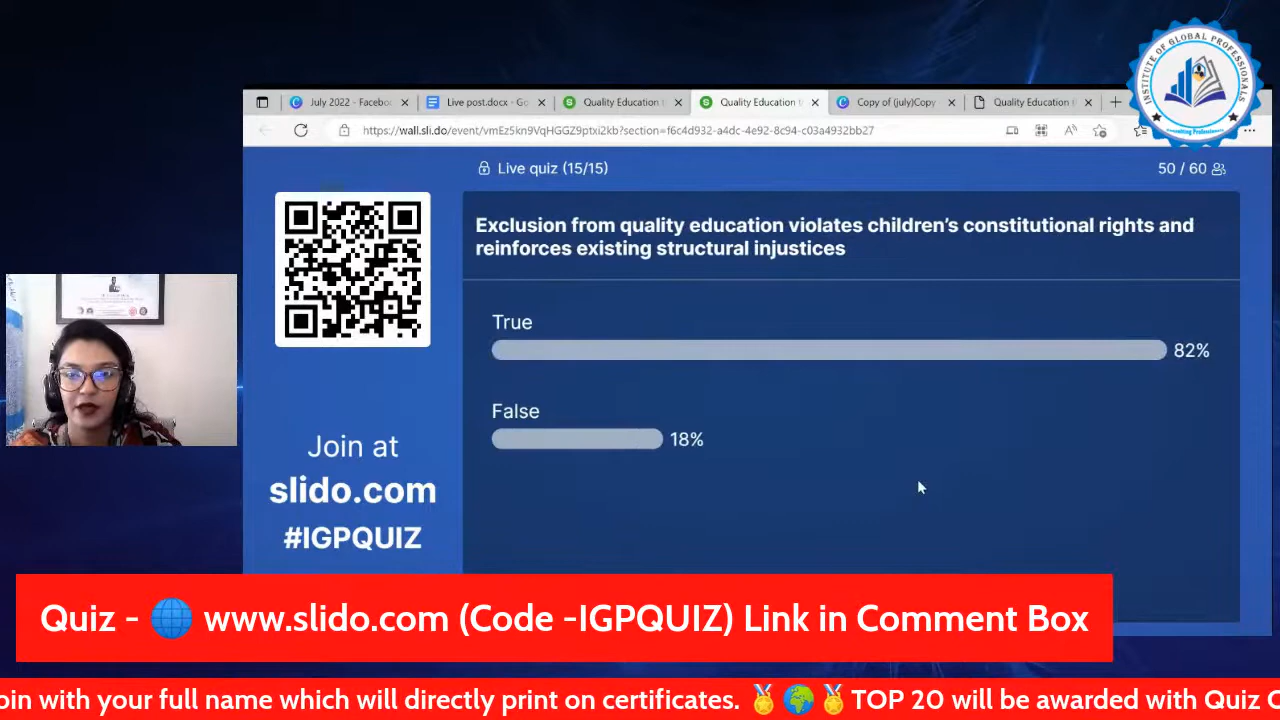 July 2022 - Faceboo
Live post.docx - Go
Quality Education
Quality Education t
Copy of (july)Copy
Quality Education
https://wall.sli.do/event/vmEz5kn9VqHGGZ9ptxi2kb?section=f6c4d932-a4dc-4e92-8c94-c03a4932bb27
INSTITUTE OF GLOBAL PROFESSIONALS
Consulting Professionals
Live quiz (15/15)
50 / 60
Exclusion from quality education violates children’s constitutional rights and
reinforces existing structural injustices
True
82%
False
18%
Join at
slido.com
#IGPQUIZ
Quiz - 🌐 www.slido.com (Code -IGPQUIZ) Link in Comment Box
oin with your full name which will directly print on certificates. 🏅🌍🏅TOP 20 will be awarded with Quiz C